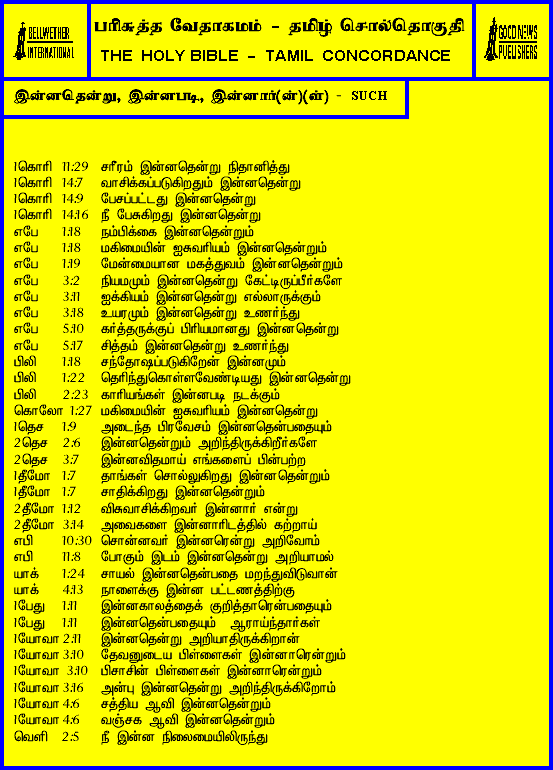 BELLWETHER
INTERNATIONAL
பரிசுத்த வேதாகமம் - தமிழ் சொல்தொகுதி
THE HOLY BIBLE - TAMIL CONCORDANCE
GOOD NEWS
PUBLISHERS
இன்னதென்று, இன்னபடி, இன்னார்(ன்)(ள்) - SUCH
1கொரி 11:29 சரீரம் இன்னதென்று நிதானித்து
1கொரி 14:7 வாசிக்கப்படுகிறதும் இன்னதென்று
1கொரி 14:9 பேசப்பட்டது இன்னதென்று
1கொரி 14:16 நீ பேசுகிறது இன்னதென்று
எபே 1:18 நம்பிக்கை இன்னதென்றும்
எபே 1:18 மகிமையின் ஐசுவரியம் இன்னதென்றும்
எபே 1:19 மேன்மையான மகத்துவம் இன்னதென்றும்
எபே 3:2 நியமமும் இன்னதென்று கேட்டிருப்பீர்களே
எபே 3:11 ஐக்கியம் இன்னதென்று எல்லாருக்கும்
எபே 3:18 உயரமும் இன்னதென்று உணர்ந்து
எபே 5:10 கர்த்தருக்குப் பிரியமானது இன்னதென்று
எபே 5:17 சித்தம் இன்னதென்று உணர்ந்து
பிலி 1:18 சந்தோஷப்படுகிறேன் இன்னமும்
பிலி 1:22 தெரிந்துகொள்ளவேண்டியது இன்னதென்று
பிலி 2:23 காரியங்கள் இன்னபடி நடக்கும்
கொலோ 1:27 மகிமையின் ஐசுவரியம் இன்னதென்று
1தெச 1:9 அடைந்த பிரவேசம் இன்னதென்பதையும்
2தெச 2:6 இன்னதென்றும் அறிந்திருக்கிறீர்களே
2தெச 3:7 இன்னவிதமாய் எங்களைப் பின்பற்ற
1தீமோ 1:7 தாங்கள் சொல்லுகிறது இன்னதென்றும்
1தீமோ 1:7 சாதிக்கிறது இன்னதென்றும்
2தீமோ 1:12 விசுவாசிக்கிறவர் இன்னார் என்று
2தீமோ 3:14 அவைகளை இன்னாரிடத்தில் கற்றாய்
எபி 10:30 சொன்னவர் இன்னரென்று அறிவோம்
எபி 11:8 போகும் இடம் இன்னதென்று அறியாமல்
யாக் 1:24 சாயல் இன்னதென்பதை மறந்துவிடுவான்
யாக் 4:13 நாளைக்கு இன்ன பட்டணத்திற்கு
1பேது 1:11 இன்னகாலத்தைக் குறித்தாரென்பதையும்
1பேது 1:11 இன்னதென்பதையும் ஆராய்ந்தார்கள்
1யோவா 2:11 இன்னதென்று அறியாதிருக்கிறான்
1யோவா 3:10 தேவனுடைய பிள்ளைகள் இன்னாரென்றும்
1யோவா 3:10 பிசாசின் பிள்ளைகள் இன்னாரென்றும்
1யோவா 3:16 அன்பு இன்னதென்று அறிந்திருக்கிறோம்
1யோவா 4:6 சத்திய ஆவி இன்னதென்றும்
1யோவா 4:6 வஞ்சக ஆவி இன்னதென்றும்
வெளி 2:5 நீ இன்ன நிலைமையிலிருந்து